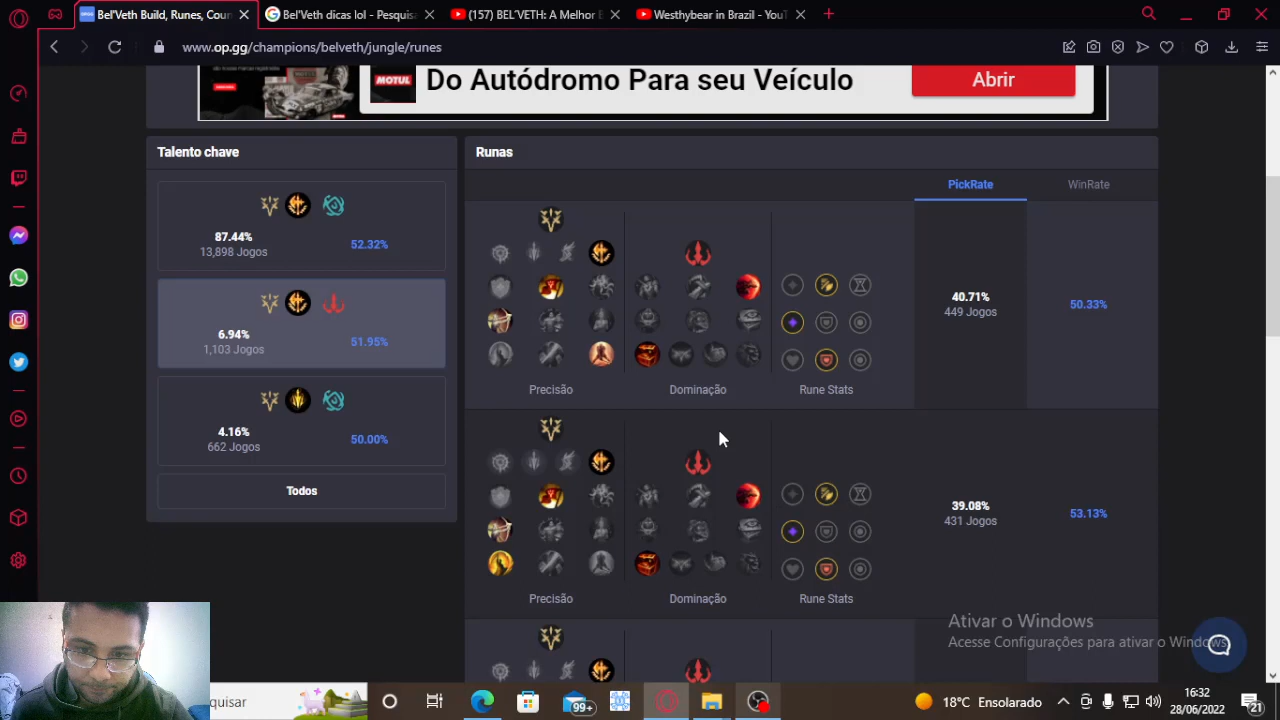 Bel'Veth Build, Runes, Coun
Bel'Veth dicas lol - Pesquisa
(157) BEL'VETH: A Melhor B
Westhybear in Brazil - YouT
www.op.gg/champions/belveth/jungle/runes
MOTUL
Do Autódromo Para seu Veículo
Abrir
Talento chave
87.44%
13,898 Jogos
52.32%
6.94%
1,103 Jogos
51.95%
4.16%
662 Jogos
50.00%
Todos
Runas
PickRate
WinRate
Precisão
Dominação
Rune Stats
40.71%
449 Jogos
50.33%
Precisão
Dominação
Rune Stats
39.08%
431 Jogos
53.13%
Ativar o Windows
Acesse Configurações para ativar o Windows.
quisar
99+
18°C Ensolarado
16:32
28/06/2022
21